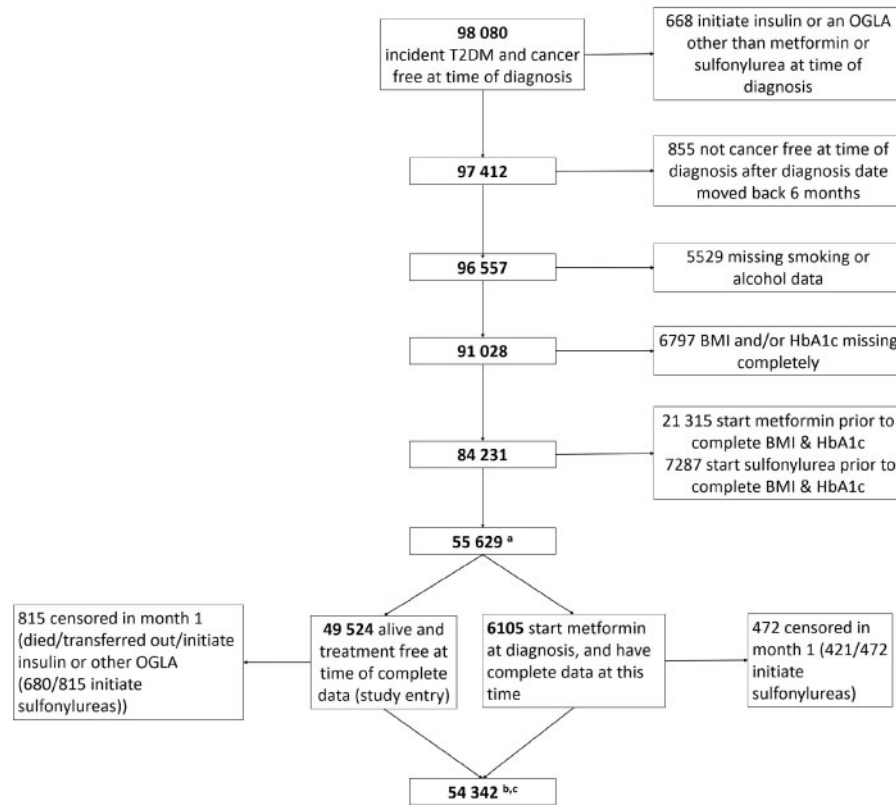 98 080
incident T2DM and cancer
free at time of diagnosis
668 initiate insulin or an OGLA
other than metformin or
sulfonylurea at time of
diagnosis
97 412
855 not cancer free at time of
diagnosis after diagnosis date
moved back 6 months
96 557
5529 missing smoking or
alcohol data
91 028
6797 BMI and/or HbA1c missing
completely
84 231
21 315 start metformin prior to
complete BMI & HbA1c
7287 start sulfonylurea prior to
complete BMI & HbA1c
55 629 a
815 censored in month 1
(died/transferred out/initiate
insulin or other OGLA
(680/815 initiate
sulfonylureas))
49 524 alive and
treatment free at
time of complete
data (study entry)
6105 start metformin
at diagnosis, and have
complete data at this
time
472 censored in
month 1 (421/472
initiate
sulfonylureas)
54 342 b,c